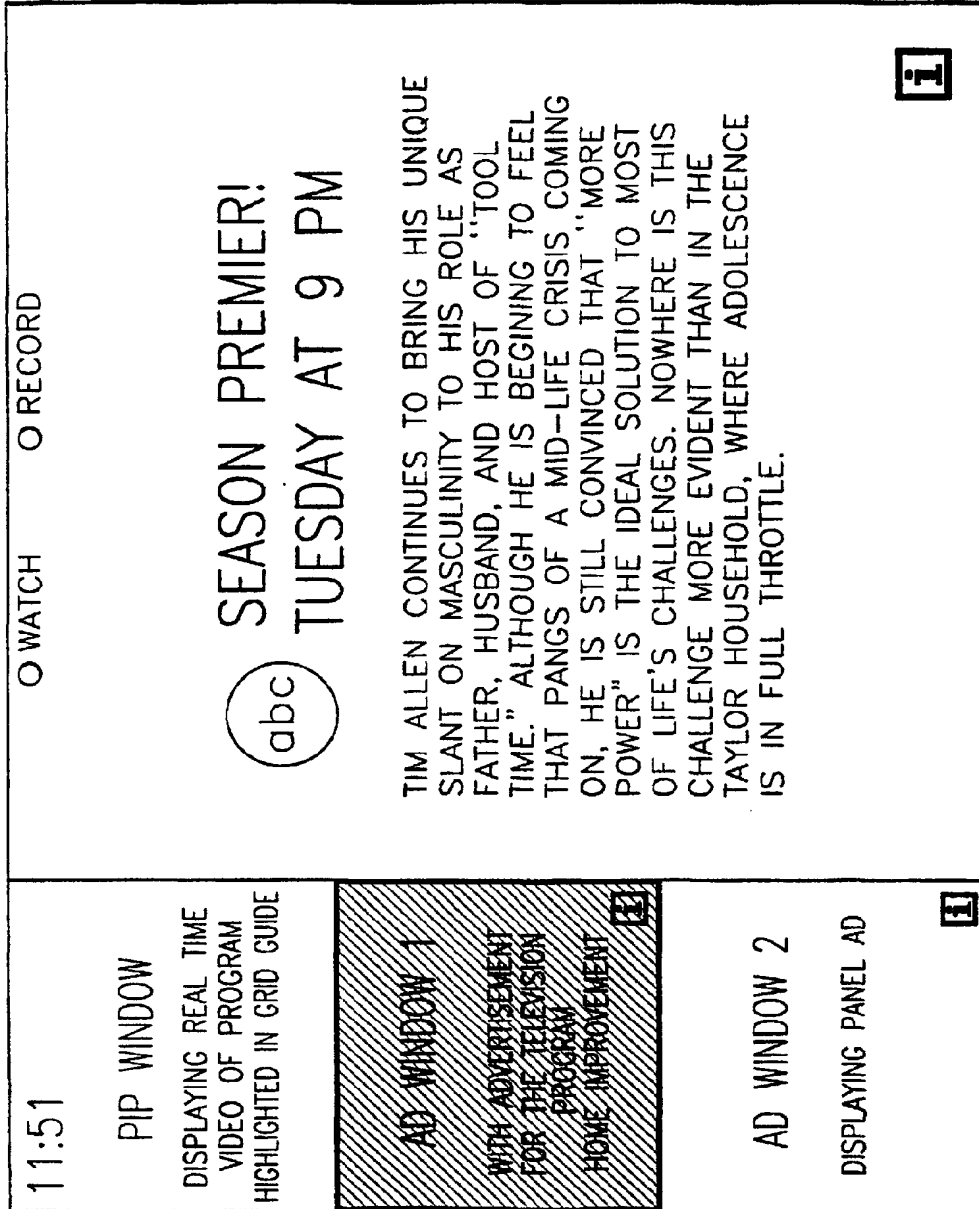 11:51
PIP WINDOW
DISPLAYING REAL TIME
VIDEO OF PROGRAM
HIGHLIGHTED IN GRID GUIDE
AD WINDOW 1
WITH ADVERTISEMENT
FOR THE TELEVISION
PROGRAM
HOME IMPROVEMENT
i
AD WINDOW 2
DISPLAYING PANEL AD
i
O WATCH O RECORD
abc
SEASON PREMIER!
TUESDAY AT 9 PM
TIM ALLEN CONTINUES TO BRING HIS UNIQUE
SLANT ON MASCULINITY TO HIS ROLE AS
FATHER, HUSBAND, AND HOST OF "TOOL
TIME." ALTHOUGH HE IS BEGINING TO FEEL
THAT PANGS OF A MID-LIFE CRISIS COMING
ON, HE IS STILL CONVINCED THAT "MORE
POWER" IS THE IDEAL SOLUTION TO MOST
OF LIFE'S CHALLENGES. NOWHERE IS THIS
CHALLENGE MORE EVIDENT THAN IN THE
TAYLOR HOUSEHOLD, WHERE ADOLESCENCE
IS IN FULL THROTTLE.
i